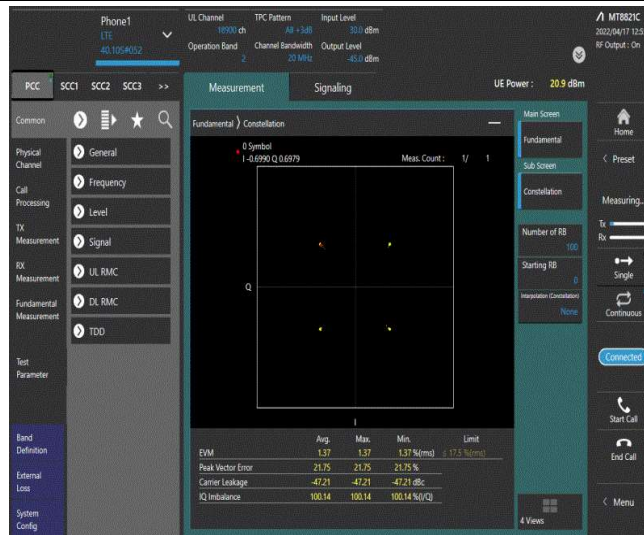 Phone1
LTE
UL Channel
18900 ch
TPC Pattern
All +3dB
Input Level
30.0 dBm
Operation Band
2
Channel Bandwidth
20 MHz
Output Level
-45.0 dBm
MT8821C
2022/04/17 12:5
RF Output : On
PCC SCC1 SCC2 SCC3 >>
Measurement
Signaling
UE Power : 20.9 dBm
Common
Physical
Channel
Call
Processing
TX
Measurement
RX
Measurement
Fundamental
Measurement
Test
Parameter
Band
Definition
External
Loss
System
Config
General
Frequency
Level
Signal
UL RMC
DL RMC
TDD
Fundamental ⟩ Constellation
0 Symbol
I -0.6990 Q 0.6979
Meas. Count : 1/ 1
Q
I
Avg. Max. Min. Limit
EVM 1.37 1.37 1.37 %(rms) ≤ 17.5 %(rms)
Peak Vector Error 21.75 21.75 21.75 %
Carrier Leakage -47.21 -47.21 -47.21 dBc
IQ Imbalance 100.14 100.14 100.14 %(I/Q)
Main Screen
Fundamental
Sub Screen
Constellation
Number of RB
100
Starting RB
0
Interpolation (Constellation)
None
4 Views
Home
< Preset
Measuring...
Tx
Rx
Single
Continuous
Connected
Start Call
End Call
< Menu